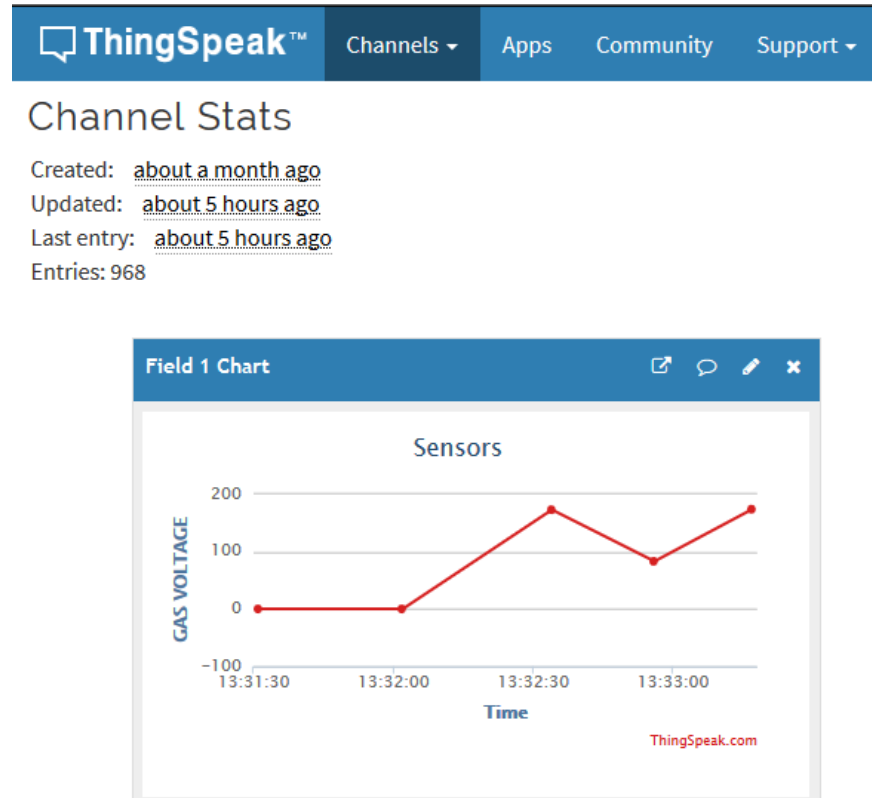 ThingSpeak™ Channels Apps Community Support
Channel Stats
Created: about a month ago
Updated: about 5 hours ago
Last entry: about 5 hours ago
Entries: 968
Field 1 Chart
Sensors
GAS VOLTAGE
200
100
0
-100
13:31:30 13:32:00 13:32:30 13:33:00
Time
ThingSpeak.com